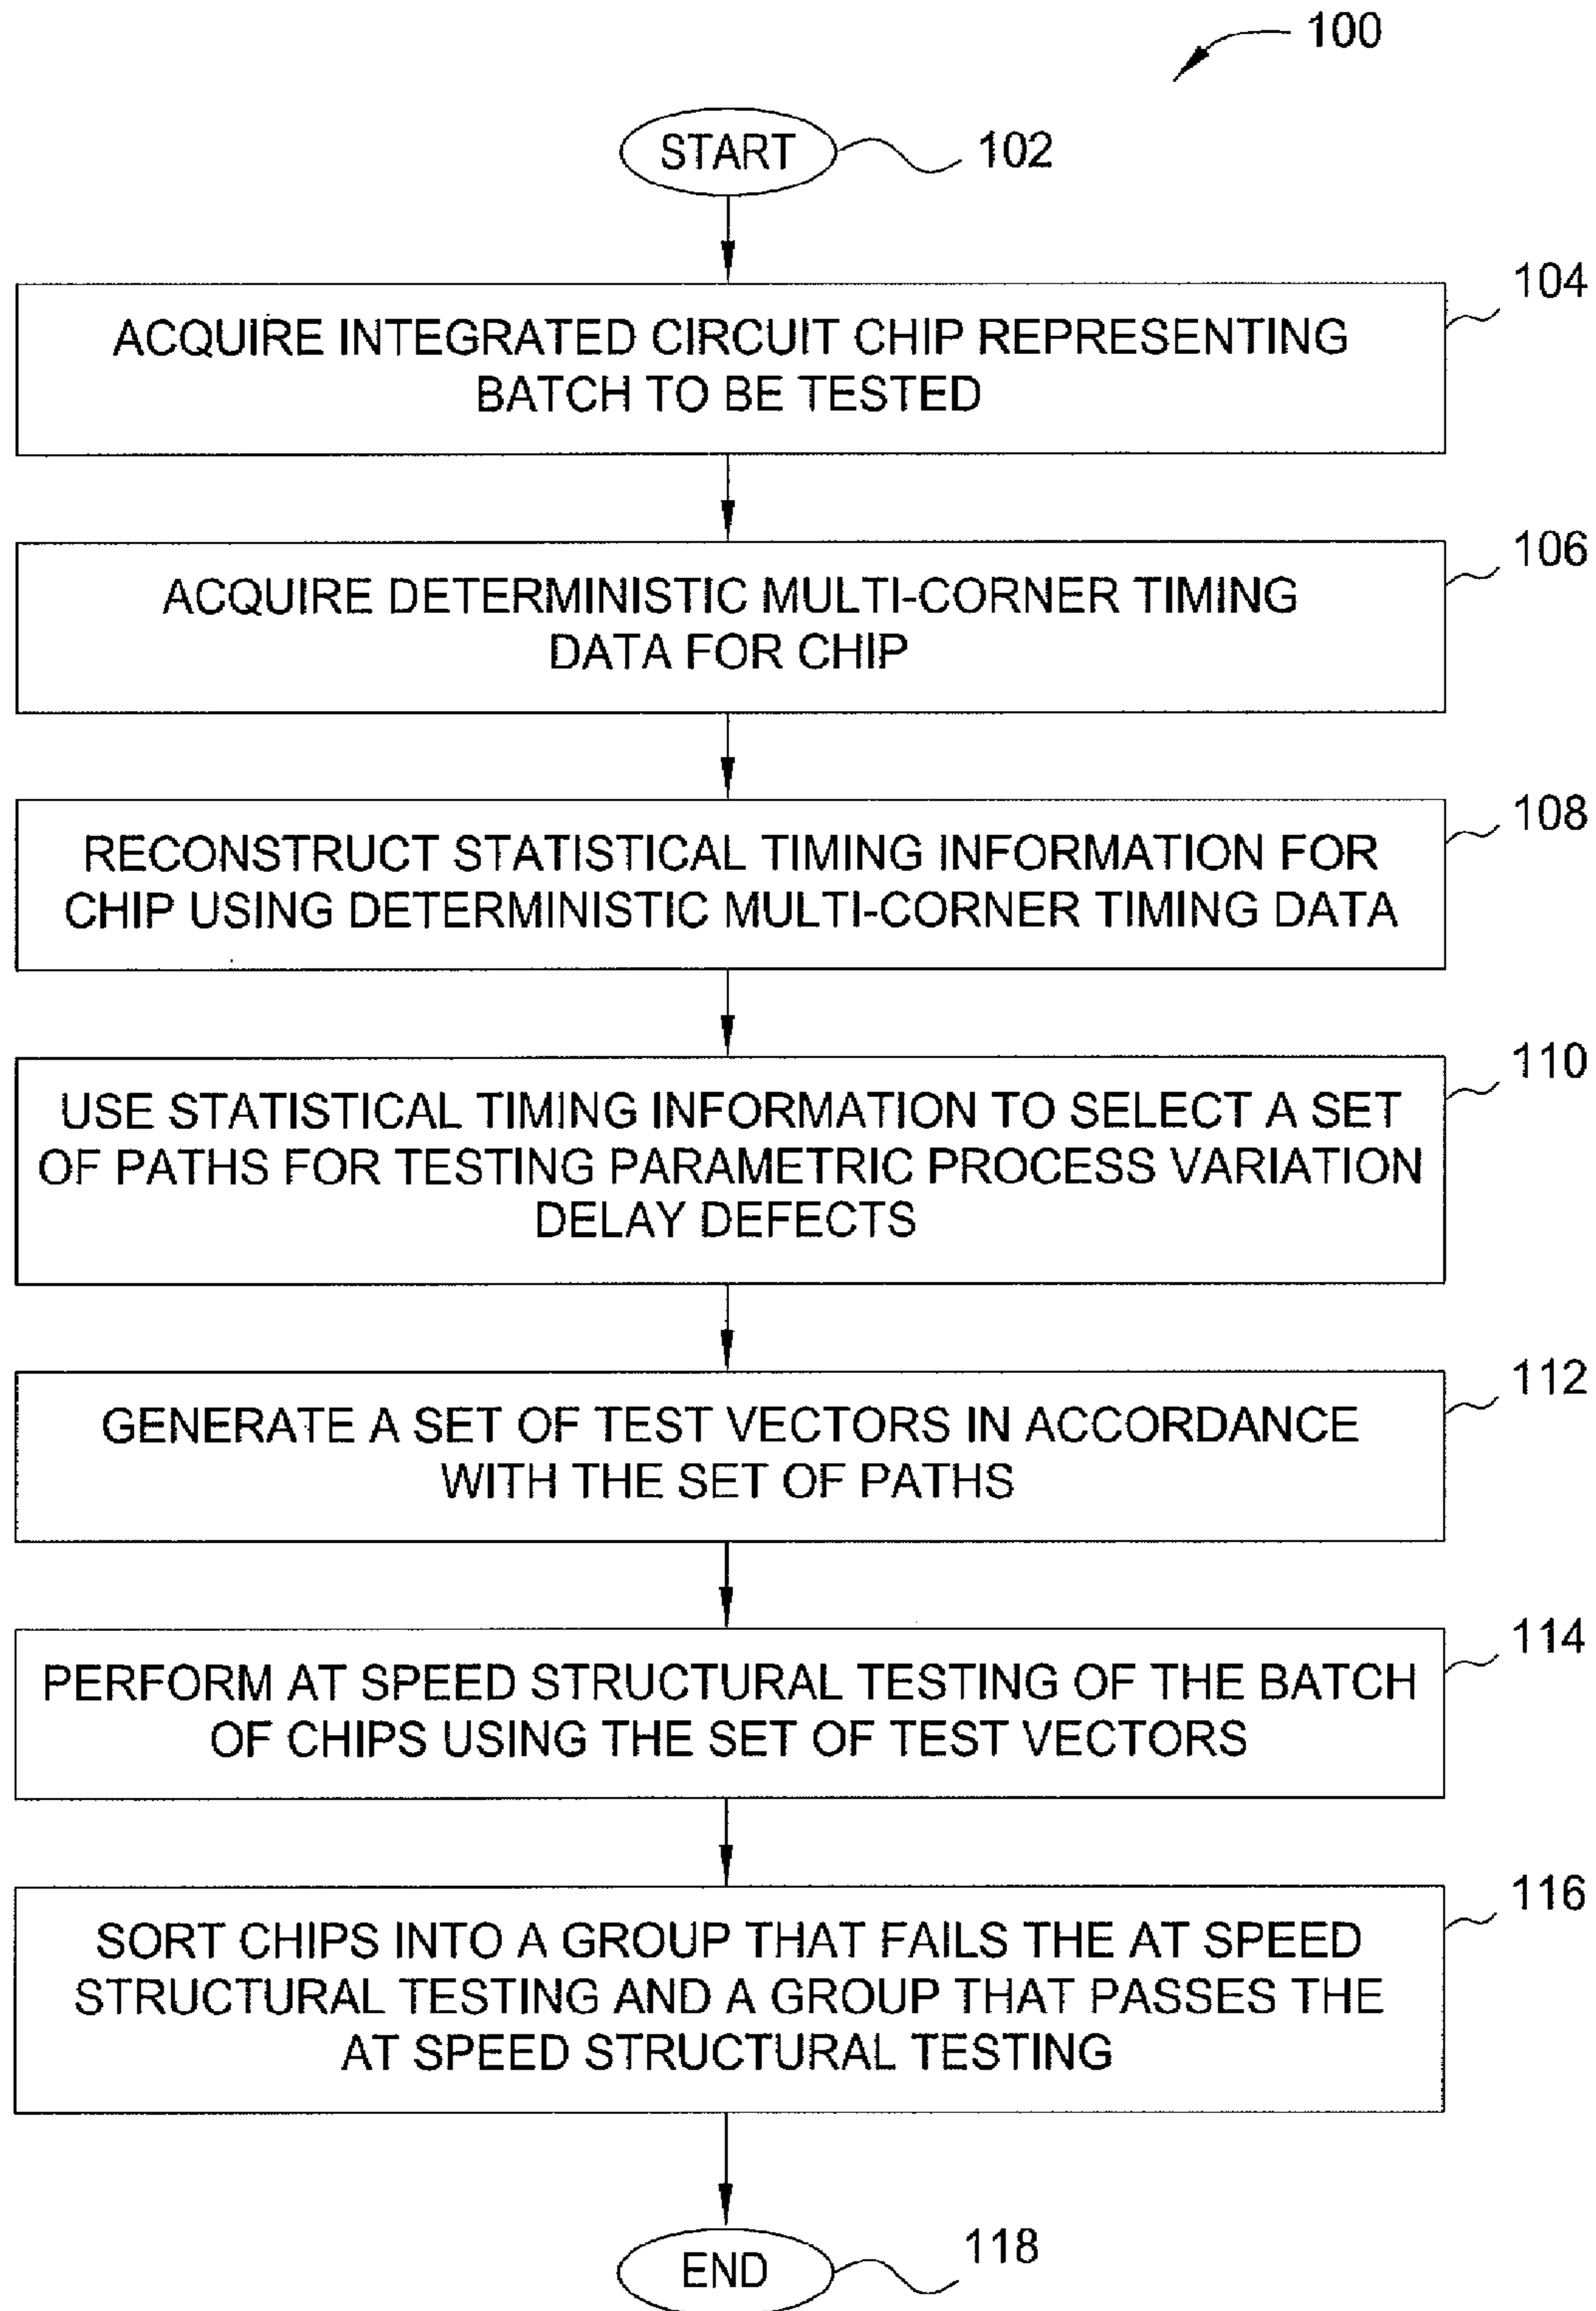 100
START
102
104
ACQUIRE INTEGRATED CIRCUIT CHIP REPRESENTING
BATCH TO BE TESTED
106
ACQUIRE DETERMINISTIC MULTI-CORNER TIMING
DATA FOR CHIP
108
RECONSTRUCT STATISTICAL TIMING INFORMATION FOR
CHIP USING DETERMINISTIC MULTI-CORNER TIMING DATA
110
USE STATISTICAL TIMING INFORMATION TO SELECT A SET
OF PATHS FOR TESTING PARAMETRIC PROCESS VARIATION
DELAY DEFECTS
112
GENERATE A SET OF TEST VECTORS IN ACCORDANCE
WITH THE SET OF PATHS
114
PERFORM AT SPEED STRUCTURAL TESTING OF THE BATCH
OF CHIPS USING THE SET OF TEST VECTORS
116
SORT CHIPS INTO A GROUP THAT FAILS THE AT SPEED
STRUCTURAL TESTING AND A GROUP THAT PASSES THE
AT SPEED STRUCTURAL TESTING
END
118